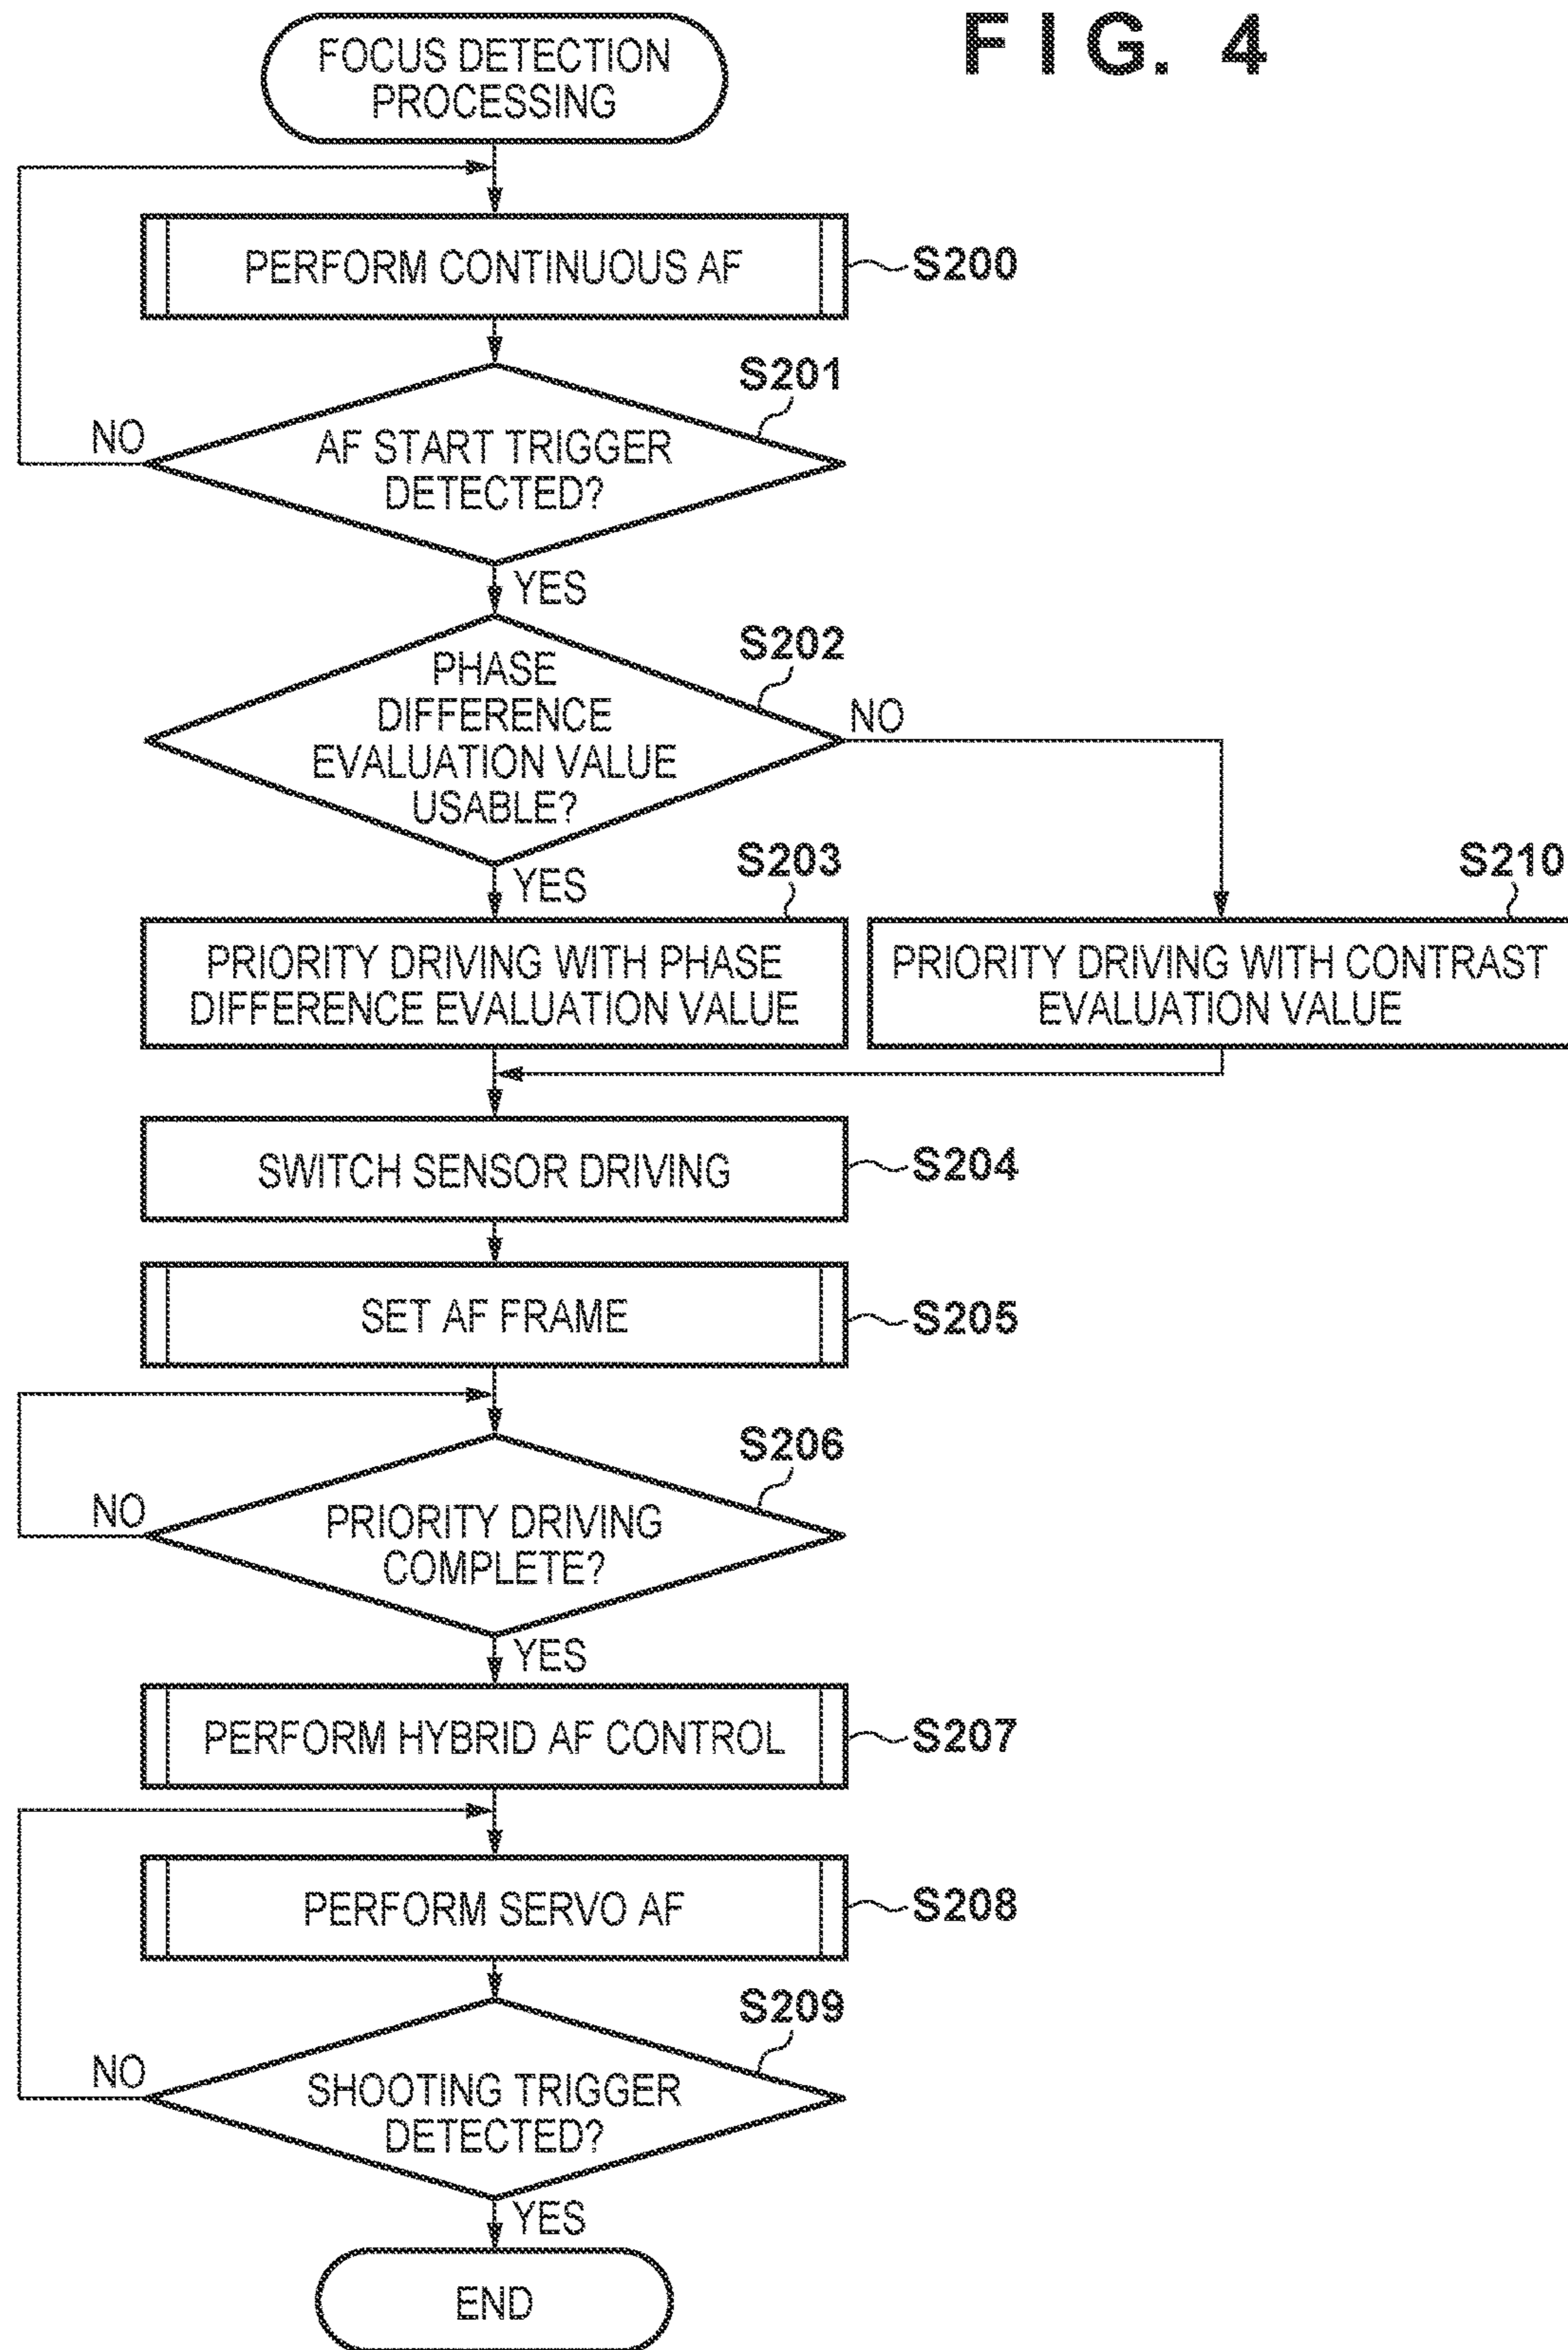 FIG. 4
FOCUS DETECTION
PROCESSING
PERFORM CONTINUOUS AF
S200
S201
NO
AF START TRIGGER
DETECTED?
YES
S202
PHASE
DIFFERENCE
EVALUATION VALUE
USABLE?
NO
YES
S203
S210
PRIORITY DRIVING WITH PHASE
DIFFERENCE EVALUATION VALUE
PRIORITY DRIVING WITH CONTRAST
EVALUATION VALUE
SWITCH SENSOR DRIVING
S204
SET AF FRAME
S205
S206
NO
PRIORITY DRIVING
COMPLETE?
YES
PERFORM HYBRID AF CONTROL
S207
PERFORM SERVO AF
S208
S209
NO
SHOOTING TRIGGER
DETECTED?
YES
END